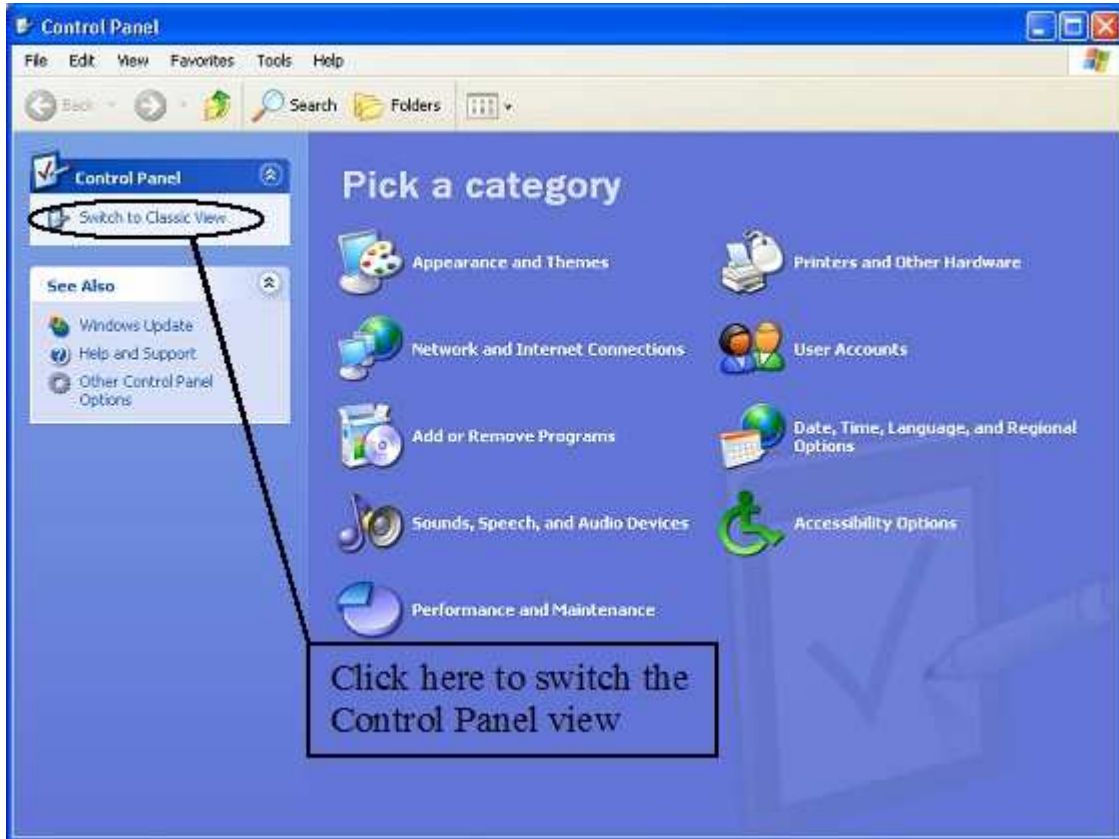 Control Panel
File Edit View Favorites Tools Help
Back Search Folders
Control Panel
Switch to Classic View
See Also
Windows Update
Help and Support
Other Control Panel
Options
Pick a category
Appearance and Themes
Printers and Other Hardware
Network and Internet Connections
User Accounts
Add or Remove Programs
Date, Time, Language, and Regional
Options
Sounds, Speech, and Audio Devices
Accessibility Options
Performance and Maintenance
Click here to switch the
Control Panel view